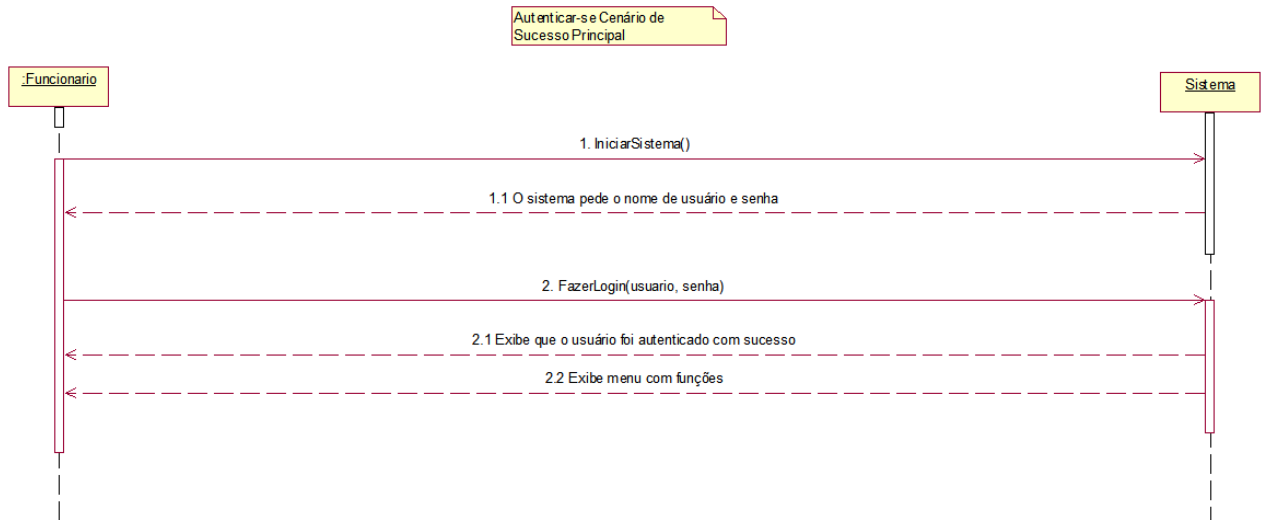 Autenticar-se Cenário de
Sucesso Principal
:Funcionario
Sistema
1. IniciarSistema()
1.1 O sistema pede o nome de usuário e senha
2. FazerLogin(usuario, senha)
2.1 Exibe que o usuário foi autenticado com sucesso
2.2 Exibe menu com funções